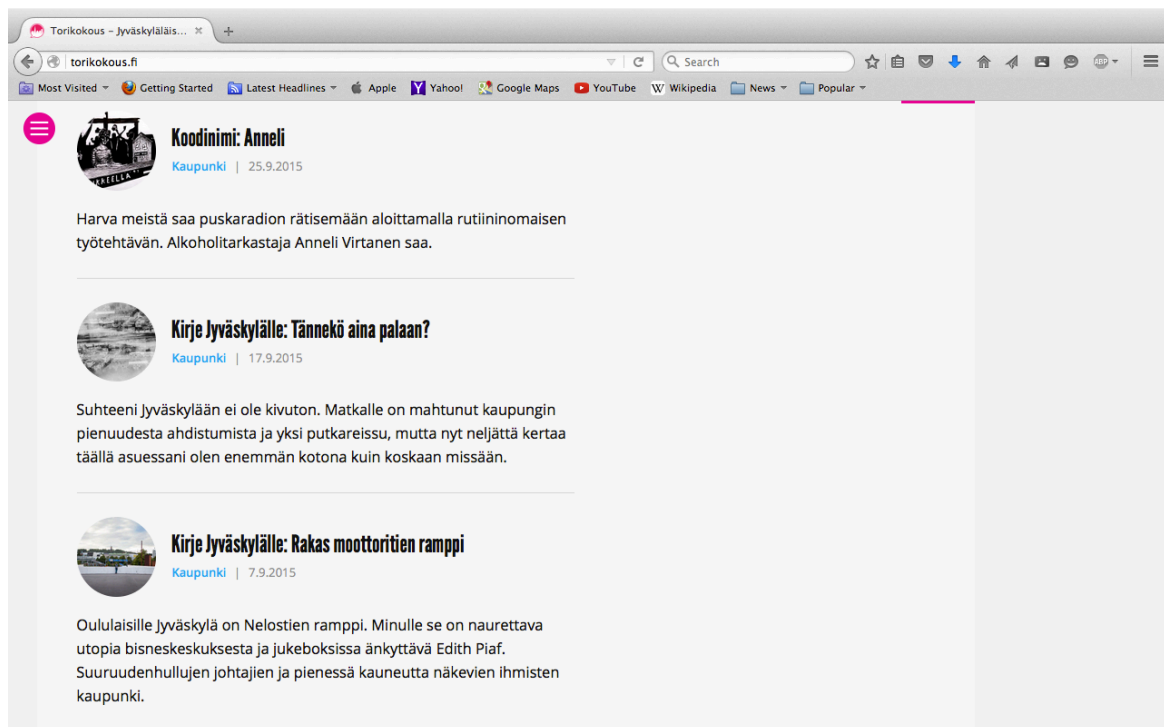 Torikokous – Jyväskyläläis...
torikokous.fi
Search
ABP
Most Visited
Getting Started
Latest Headlines
Apple
Yahoo!
Google Maps
YouTube
W Wikipedia
News
Popular
Koodinimi: Anneli
Kaupunki | 25.9.2015
Harva meistä saa puskaradion rätisemään aloittamalla rutiininomaisen
työtehtävän. Alkoholitarkastaja Anneli Virtanen saa.
Kirje Jyväskylälle: Tännekö aina palaan?
Kaupunki | 17.9.2015
Suhteeni Jyväskylään ei ole kivuton. Matkalle on mahtunut kaupungin
pienuudesta ahdistumista ja yksi putkareissu, mutta nyt neljättä kertaa
täällä asuessani olen enemmän kotona kuin koskaan missään.
Kirje Jyväskylälle: Rakas moottoritien ramppi
Kaupunki | 7.9.2015
Oululaisille Jyväskylä on Nelostien ramppi. Minulle se on naurettava
utopia bisneskeskuksesta ja jukeboksissa änkyttävä Edith Piaf.
Suuruudenhullujen johtajien ja pienessä kauneutta näkevien ihmisten
kaupunki.